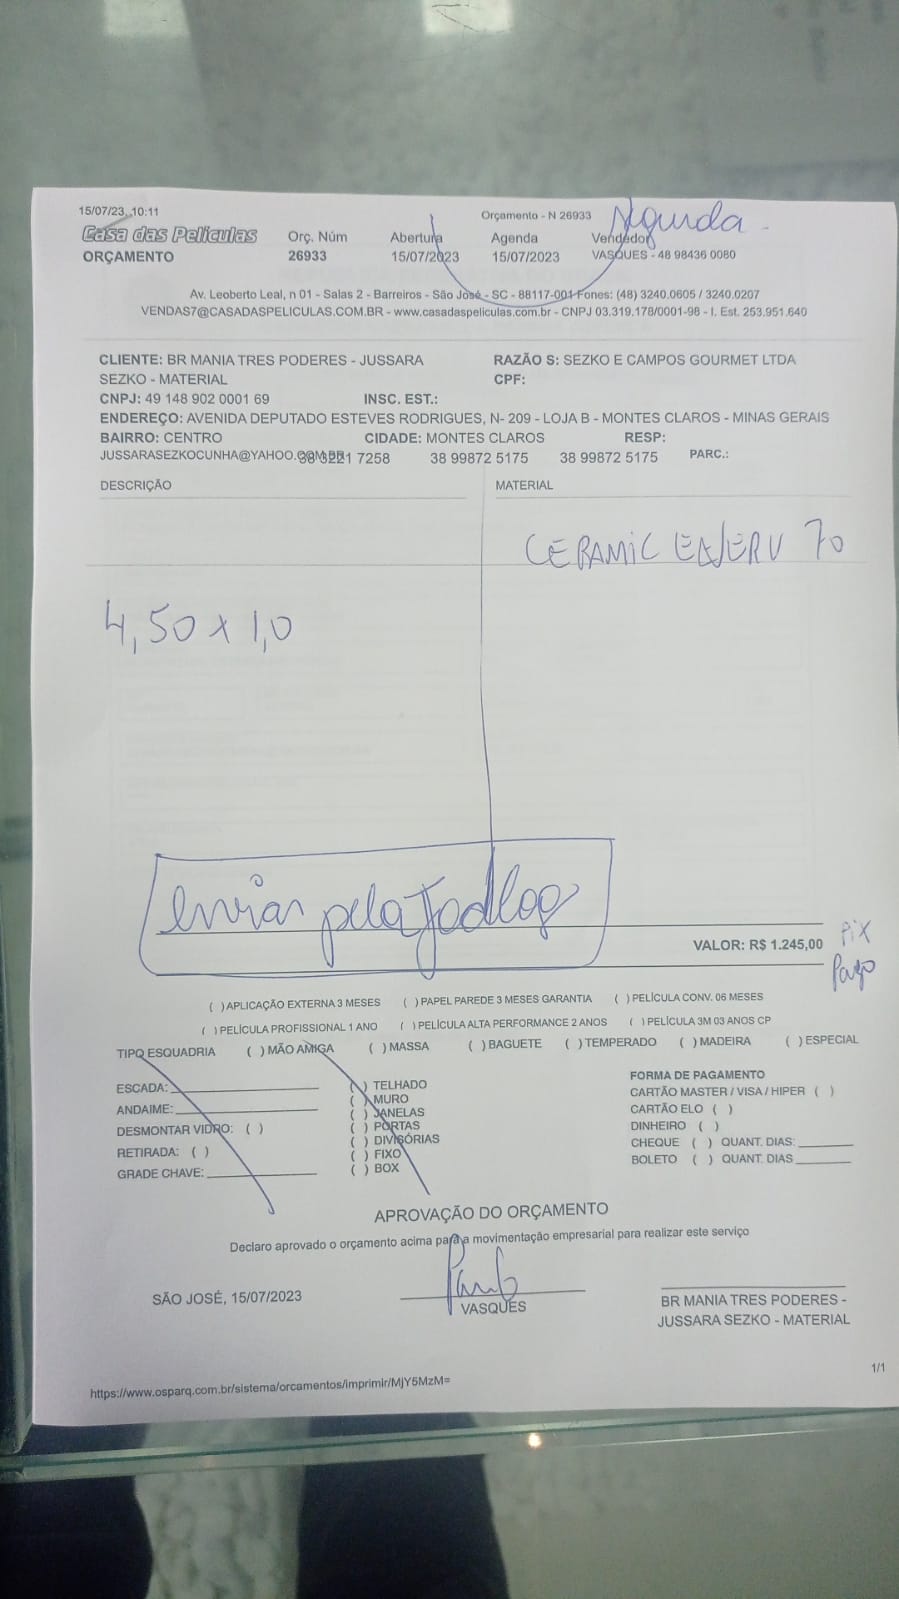 15/07/23, 10:11
Orçamento - N 26933
Casa das Películas
Orç. Núm
Abertura
Agenda
Vendedor
ORÇAMENTO
26933
15/07/2023
15/07/2023
VASQUES - 48 98436 0080
Av. Leoberto Leal, n 01 - Salas 2 - Barreiros - São José - SC - 88117-001 Fones: (48) 3240.0605 / 3240.0207
VENDAS7@CASADASPELICULAS.COM.BR - www.casadaspeliculas.com.br - CNPJ 03.319.178/0001-98 - I. Est. 253.951.640
CLIENTE: BR MANIA TRES PODERES - JUSSARA
SEZKO - MATERIAL
RAZÃO S: SEZKO E CAMPOS GOURMET LTDA
CPF:
CNPJ: 49 148 902 0001 69
INSC. EST.:
ENDEREÇO: AVENIDA DEPUTADO ESTEVES RODRIGUES, N- 209 - LOJA B - MONTES CLAROS - MINAS GERAIS
BAIRRO: CENTRO
CIDADE: MONTES CLAROS
RESP:
38 3221 7258
38 99872 5175
38 99872 5175
PARC.:
DESCRIÇÃO
MATERIAL
CERAMIC ENERV 70
4,50 x 1,0
enviar pela Jadlog
VALOR: R$ 1.245,00
Pix
Pago
( )APLICAÇÃO EXTERNA 3 MESES ( ) PAPEL PAREDE 3 MESES GARANTIA ( ) PELÍCULA CONV. 06 MESES
( ) PELÍCULA PROFISSIONAL 1 ANO ( ) PELÍCULA ALTA PERFORMANCE 2 ANOS ( ) PELÍCULA 3M 03 ANOS CP
TIPO ESQUADRIA ( ) MÃO AMIGA ( ) MASSA ( ) BAGUETE ( ) TEMPERADO ( ) MADEIRA ( ) ESPECIAL
ESCADA:
ANDAIME:
DESMONTAR VIDRO: ( )
RETIRADA: ( )
GRADE CHAVE:
( ) TELHADO
( ) MURO
( ) JANELAS
( ) PORTAS
( ) DIVISÓRIAS
( ) FIXO
( ) BOX
FORMA DE PAGAMENTO
CARTÃO MASTER / VISA / HIPER ( )
CARTÃO ELO ( )
DINHEIRO ( )
CHEQUE ( ) QUANT. DIAS:
BOLETO ( ) QUANT. DIAS
APROVAÇÃO DO ORÇAMENTO
Declaro aprovado o orçamento acima para a movimentação empresarial para realizar este serviço
SÃO JOSÉ, 15/07/2023
VASQUES
BR MANIA TRES PODERES -
JUSSARA SEZKO - MATERIAL
1/1
https://www.osparq.com.br/sistema/orcamentos/imprimir/MjY5MzM=